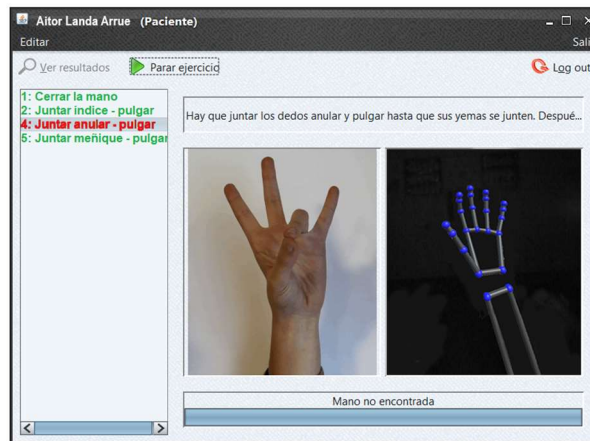 Aitor Landa Arrue (Paciente)
Editar
Sali
Ver resultados
Parar ejercicio
Log out
1: Cerrar la mano
2: Juntar indice - pulgar
4: Juntar anular - pulgar
5: Juntar meñique - pulgar
Hay que juntar los dedos anular y pulgar hasta que sus yemas se junten. Despué...
Mano no encontrada